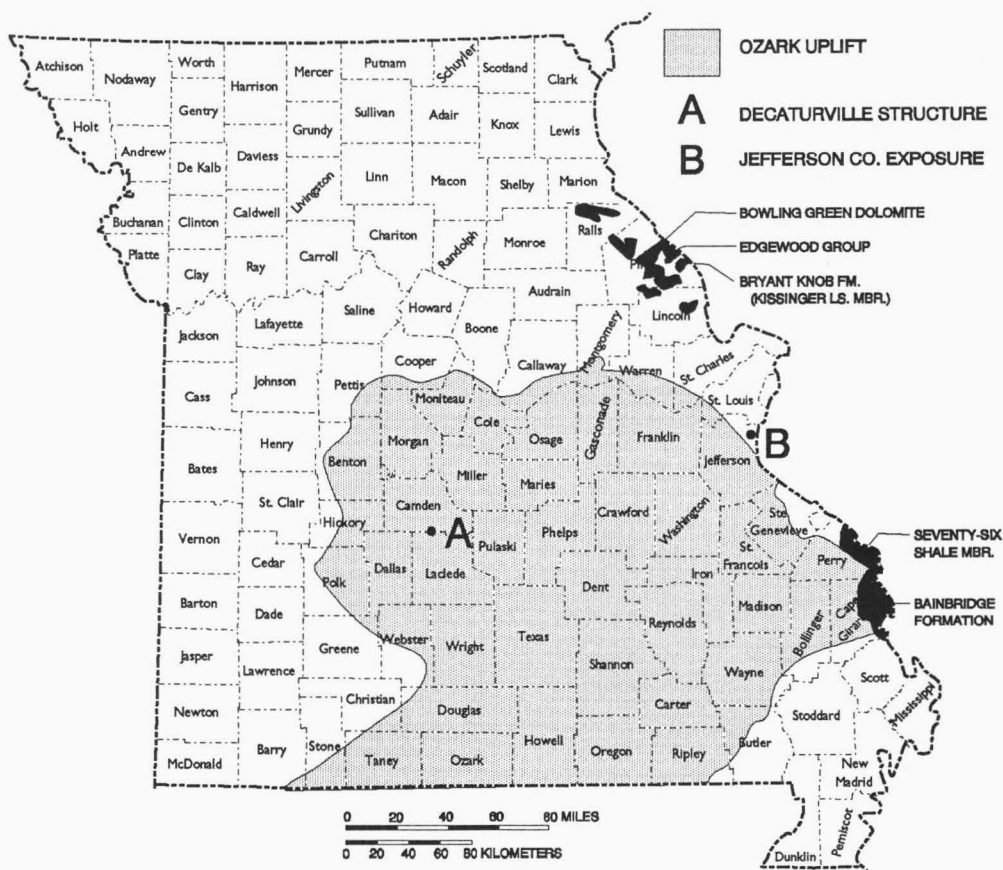 OZARK UPLIFT
A DECATURVILLE STRUCTURE
B JEFFERSON CO. EXPOSURE
BOWLING GREEN DOLOMITE
EDGEWOOD GROUP
BRYANT KNOB FM.
(KISSINGER LS. MBR.)
SEVENTY-SIX
SHALE MBR.
BAINBRIDGE
FORMATION
Atchison
Nodaway
Worth
Harrison
Mercer
Putnam
Schuyler
Scotland
Clark
Holt
Gentry
Grundy
Sullivan
Adair
Knox
Lewis
Andrew
De Kalb
Daviess
Livingston
Linn
Macon
Shelby
Marion
Buchanan
Clinton
Caldwell
Chariton
Randolph
Monroe
Ralls
Platte
Clay
Ray
Carroll
Audrain
Pi
Lincoln
Jackson
Lafayette
Saline
Howard
Boone
Callaway
Montgomery
Warren
St. Charles
St. Louis
Cass
Johnson
Pettis
Cooper
Moniteau
Cole
Osage
Gasconade
Franklin
Jefferson
B
Bates
Henry
Benton
Morgan
Miller
Maries
St. Clair
Hickory
Camden
A
Pulaski
Phelps
Crawford
Washington
Ste.
Genevieve
St.
Francois
Perry
Vernon
Cedar
Polk
Dallas
Laclede
Dent
Iron
Madison
Bollinger
Cape
Girar
Barton
Dade
Greene
Webster
Wright
Texas
Reynolds
Wayne
Jasper
Lawrence
Christian
Douglas
Shannon
Carter
Scott
Mississippi
Stoddard
Newton
Barry
Stone
Taney
Ozark
Howell
Oregon
Ripley
Butler
McDonald
New
Madrid
Pemiscot
Dunklin
0 20 40 60 80 MILES
0 20 40 60 80 KILOMETERS